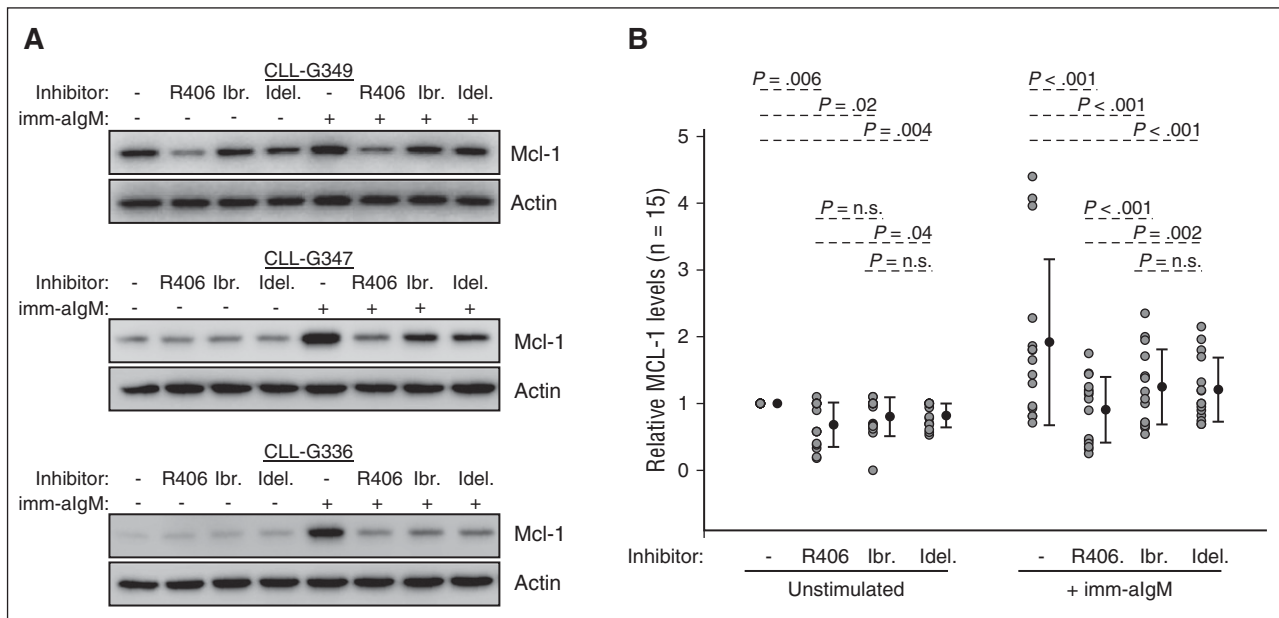 A
CLL-G349
Inhibitor: - R406 Ibr. Idel. - R406 Ibr. Idel.
imm-aIgM: - - - - + + + +
Mcl-1
Actin
CLL-G347
Inhibitor: - R406 Ibr. Idel. - R406 Ibr. Idel.
imm-aIgM: - - - - + + + +
Mcl-1
Actin
CLL-G336
Inhibitor: - R406 Ibr. Idel. - R406 Ibr. Idel.
imm-aIgM: - - - - + + + +
Mcl-1
Actin
B
P = .006 P < .001
P = .02 P < .001
P = .004 P < .001
P = n.s. P < .001
P = .04 P = .002
P = n.s. P = n.s.
Relative MCL-1 levels (n = 15)
5
4
3
2
1
0
Inhibitor: - R406 Ibr. Idel. - R406. Ibr. Idel.
Unstimulated + imm-aIgM